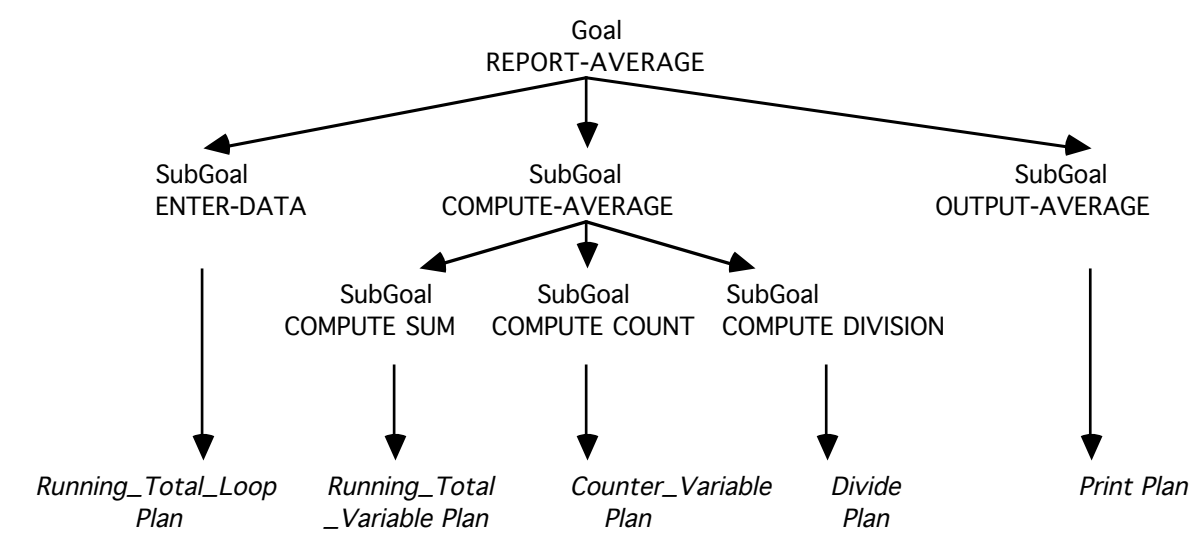 Goal
REPORT-AVERAGE
SubGoal
ENTER-DATA
SubGoal
COMPUTE-AVERAGE
SubGoal
OUTPUT-AVERAGE
SubGoal
COMPUTE SUM
SubGoal
COMPUTE COUNT
SubGoal
COMPUTE DIVISION
Running_Total_Loop
Plan
Running_Total
_Variable Plan
Counter_Variable
Plan
Divide
Plan
Print Plan